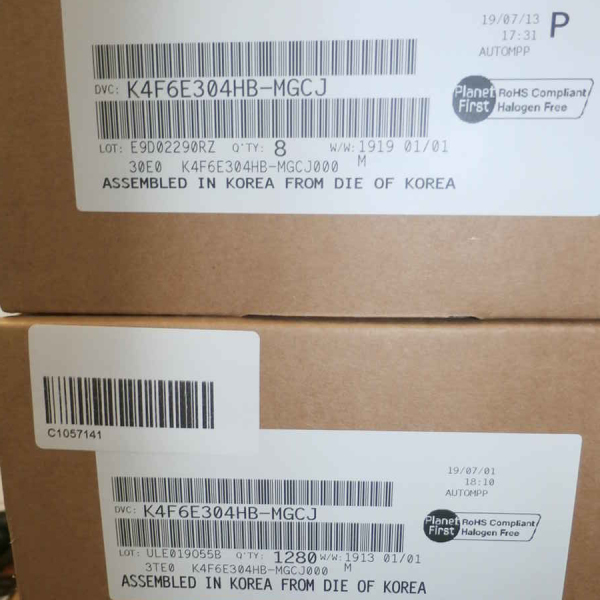 19/07/13 P
17:31
AUTOMPP
DVC: K4F6E304HB-MGCJ
Planet First RoHS Compliant/
Halogen Free
LOT: E9D02290RZ Q'TY: 8 W/W: 1919 01/01
30E0 K4F6E304HB-MGCJ000 M
ASSEMBLED IN KOREA FROM DIE OF KOREA
C1057141
19/07/01
18:10
AUTOMPP
DVC: K4F6E304HB-MGCJ
Planet First RoHS Compliant/
Halogen Free
LOT: ULE019055B Q'TY: 1280 W/W: 1913 01/01
3TE0 K4F6E304HB-MGCJ000 M
ASSEMBLED IN KOREA FROM DIE OF KOREA